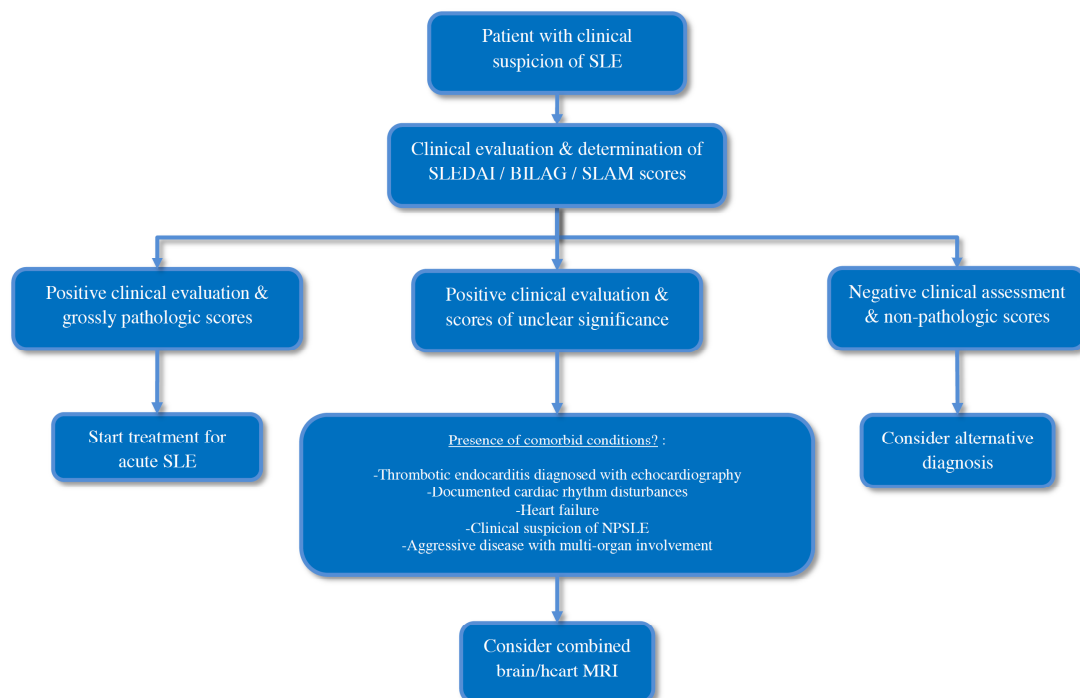 Patient with clinical
suspicion of SLE
Clinical evaluation & determination of
SLEDAI / BILAG / SLAM scores
Positive clinical evaluation &
grossly pathologic scores
Positive clinical evaluation &
scores of unclear significance
Negative clinical assessment
& non-pathologic scores
Start treatment for
acute SLE
Presence of comorbid conditions? :
-Thrombotic endocarditis diagnosed with echocardiography
-Documented cardiac rhythm disturbances
-Heart failure
-Clinical suspicion of NPSLE
-Aggressive disease with multi-organ involvement
Consider alternative
diagnosis
Consider combined
brain/heart MRI